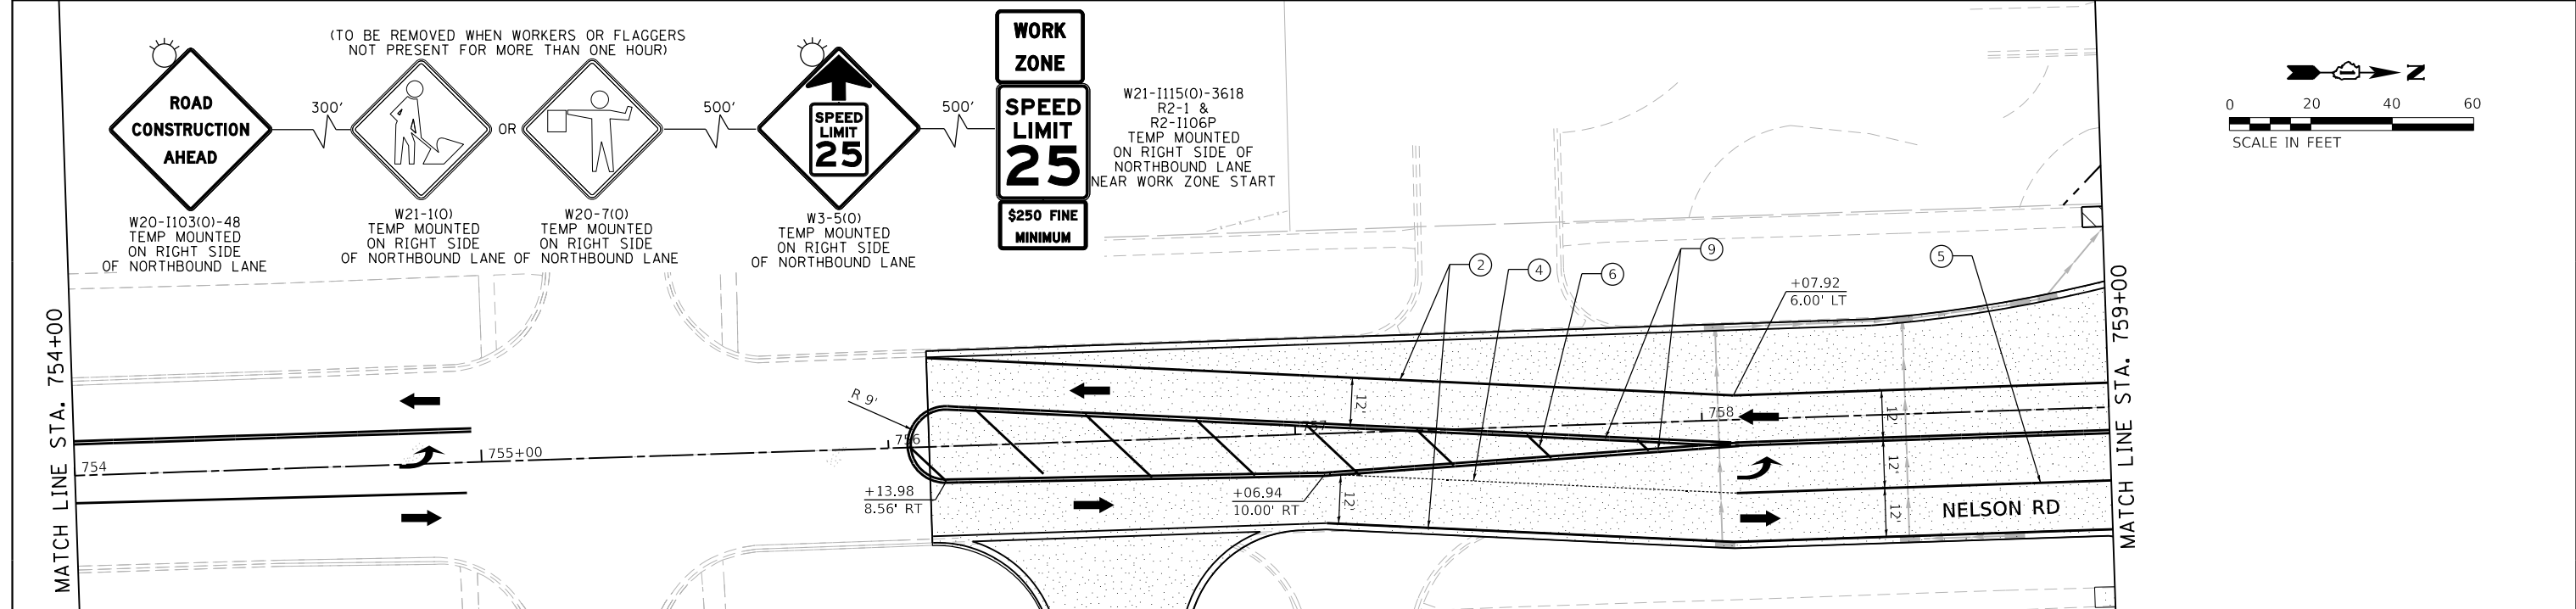 (TO BE REMOVED WHEN WORKERS OR FLAGGERS
NOT PRESENT FOR MORE THAN ONE HOUR)
ROAD
CONSTRUCTION
AHEAD
300'
OR
500'
SPEED
LIMIT
25
500'
WORK
ZONE
SPEED
LIMIT
25
$250 FINE
MINIMUM
W21-I115(O)-3618
R2-1 &
R2-I106P
TEMP MOUNTED
ON RIGHT SIDE OF
NORTHBOUND LANE
NEAR WORK ZONE START
W20-I103(O)-48
TEMP MOUNTED
ON RIGHT SIDE
OF NORTHBOUND LANE
W21-1(O)
TEMP MOUNTED
ON RIGHT SIDE
OF NORTHBOUND LANE
W20-7(O)
TEMP MOUNTED
ON RIGHT SIDE
OF NORTHBOUND LANE
W3-5(O)
TEMP MOUNTED
ON RIGHT SIDE
OF NORTHBOUND LANE
N
0 20 40 60
SCALE IN FEET
MATCH LINE STA. 754+00
754
755+00
756
757
758
R 9'
+13.98
8.56' RT
+06.94
10.00' RT
+07.92
6.00' LT
2
4
6
9
5
12'
12'
12'
12'
12'
NELSON RD
MATCH LINE STA. 759+00